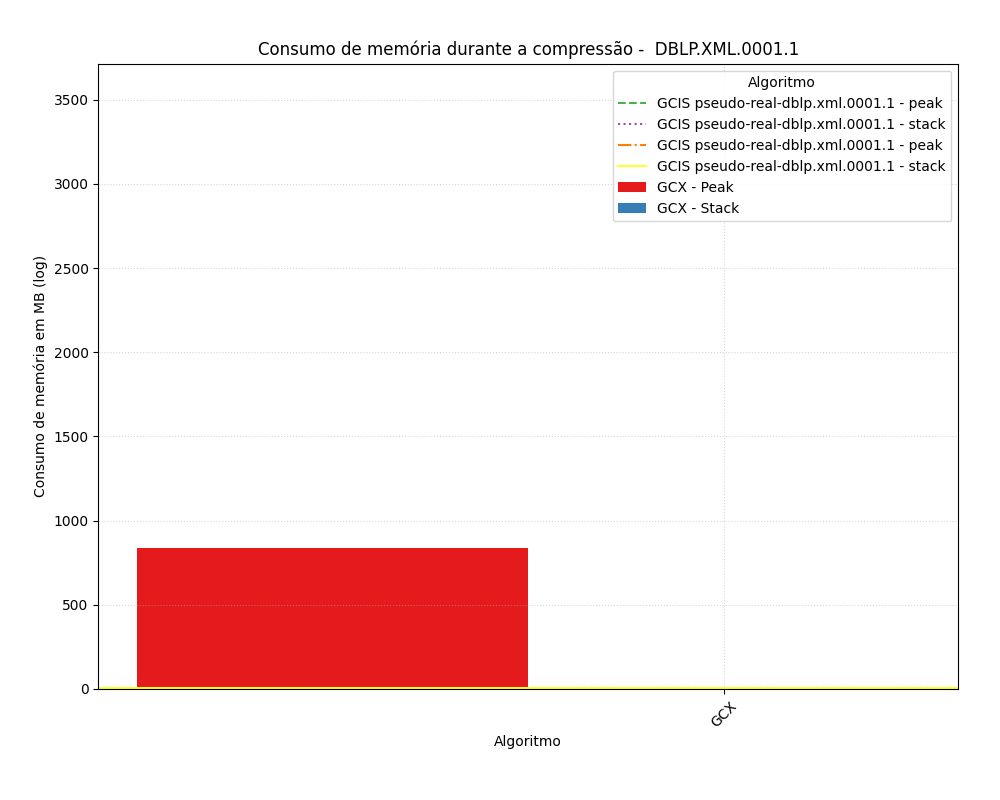 Consumo de memória durante a compressão -  DBLP.XML.0001.1
Algoritmo
GCIS pseudo-real-dblp.xml.0001.1 - peak
GCIS pseudo-real-dblp.xml.0001.1 - stack
GCIS pseudo-real-dblp.xml.0001.1 - peak
GCIS pseudo-real-dblp.xml.0001.1 - stack
GCX - Peak
GCX - Stack
Consumo de memória em MB (log)
3500
3000
2500
2000
1500
1000
500
0
GCX
Algoritmo